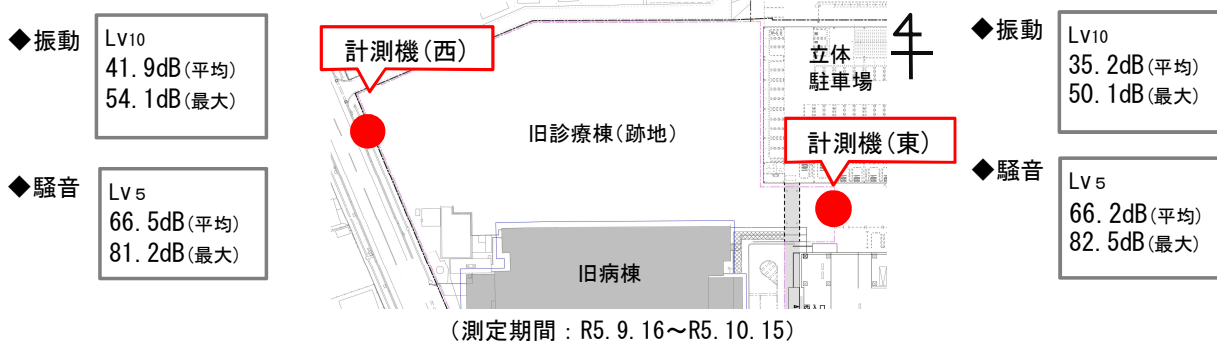 ◆振動
Lv10
41.9dB(平均)
54.1dB(最大)
◆騒音
Lv5
66.5dB(平均)
81.2dB(最大)
計測機(西)
旧診療棟(跡地)
立体
駐車場
計測機(東)
旧病棟
◆振動
Lv10
35.2dB(平均)
50.1dB(最大)
◆騒音
Lv5
66.2dB(平均)
82.5dB(最大)
(測定期間：R5.9.16～R5.10.15)